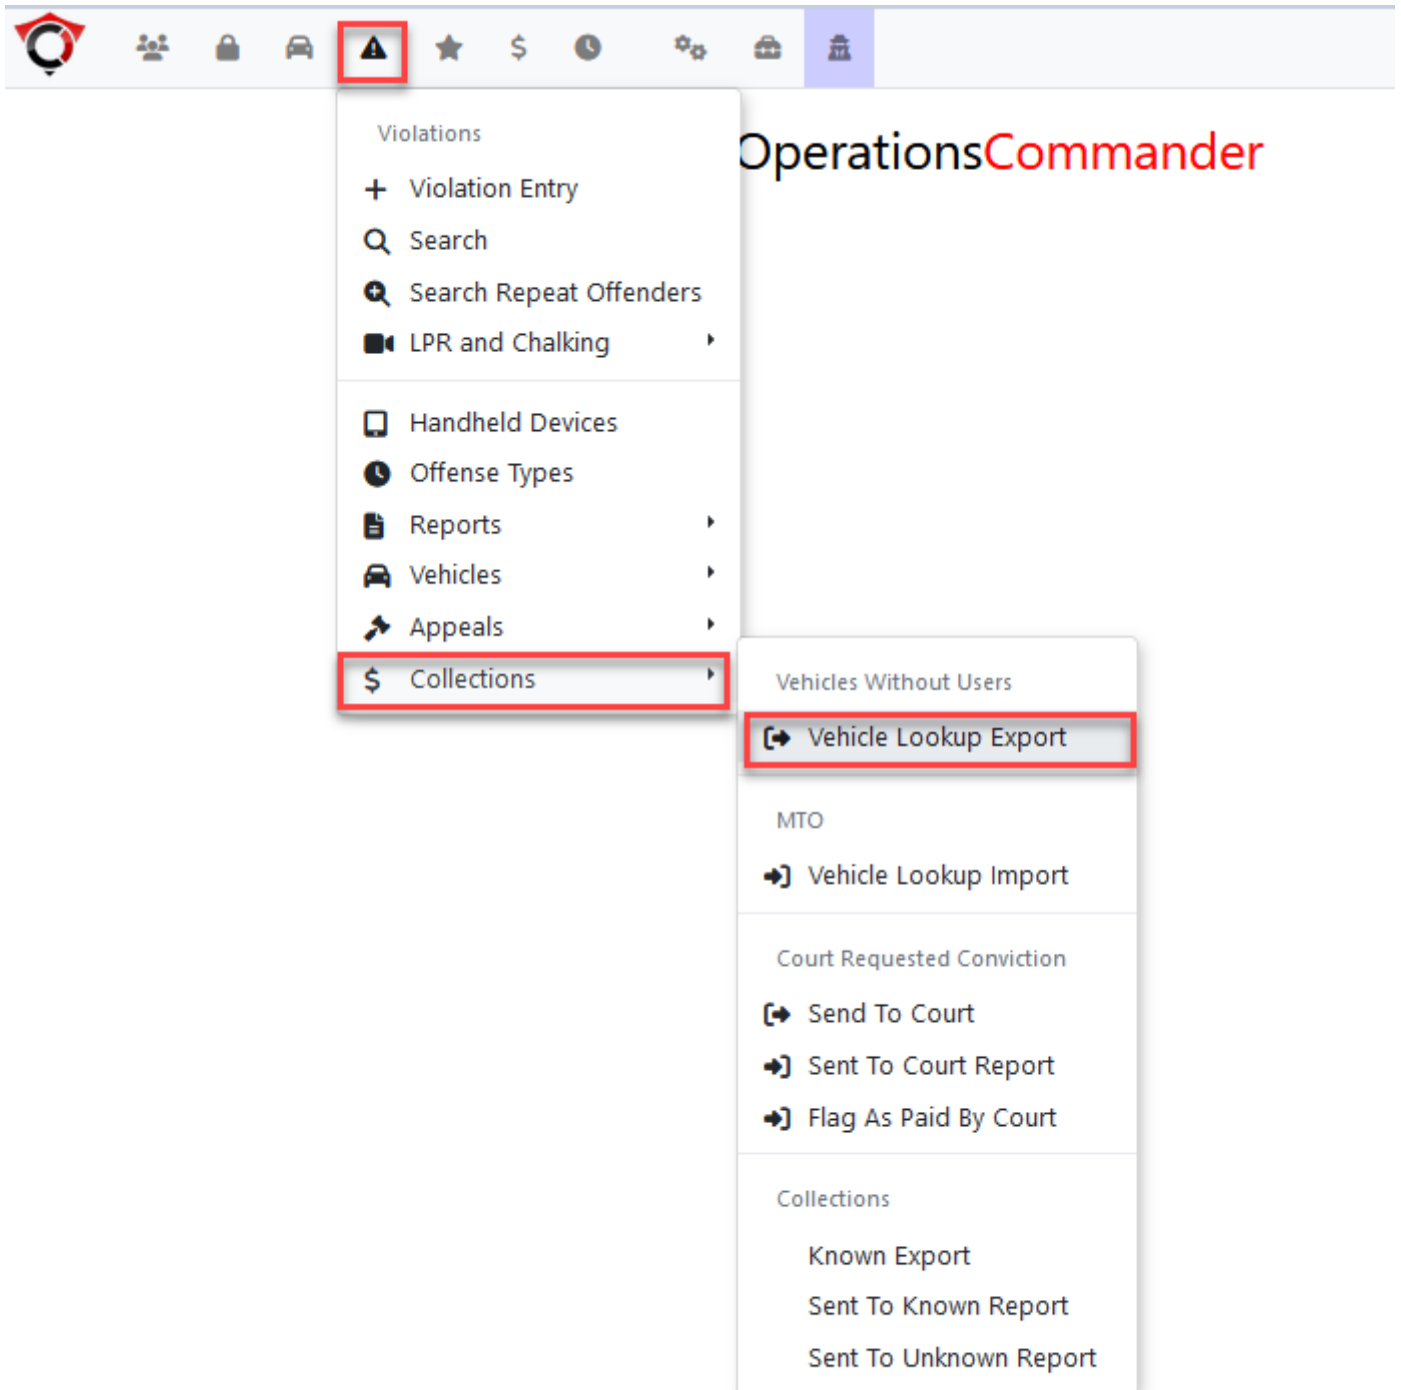 OperationsCommander
Violations
Violation Entry
Search
Search Repeat Offenders
LPR and Chalking
Handheld Devices
Offense Types
Reports
Vehicles
Appeals
$ Collections
Vehicles Without Users
Vehicle Lookup Export
MTO
Vehicle Lookup Import
Court Requested Conviction
Send To Court
Sent To Court Report
Flag As Paid By Court
Collections
Known Export
Sent To Known Report
Sent To Unknown Report